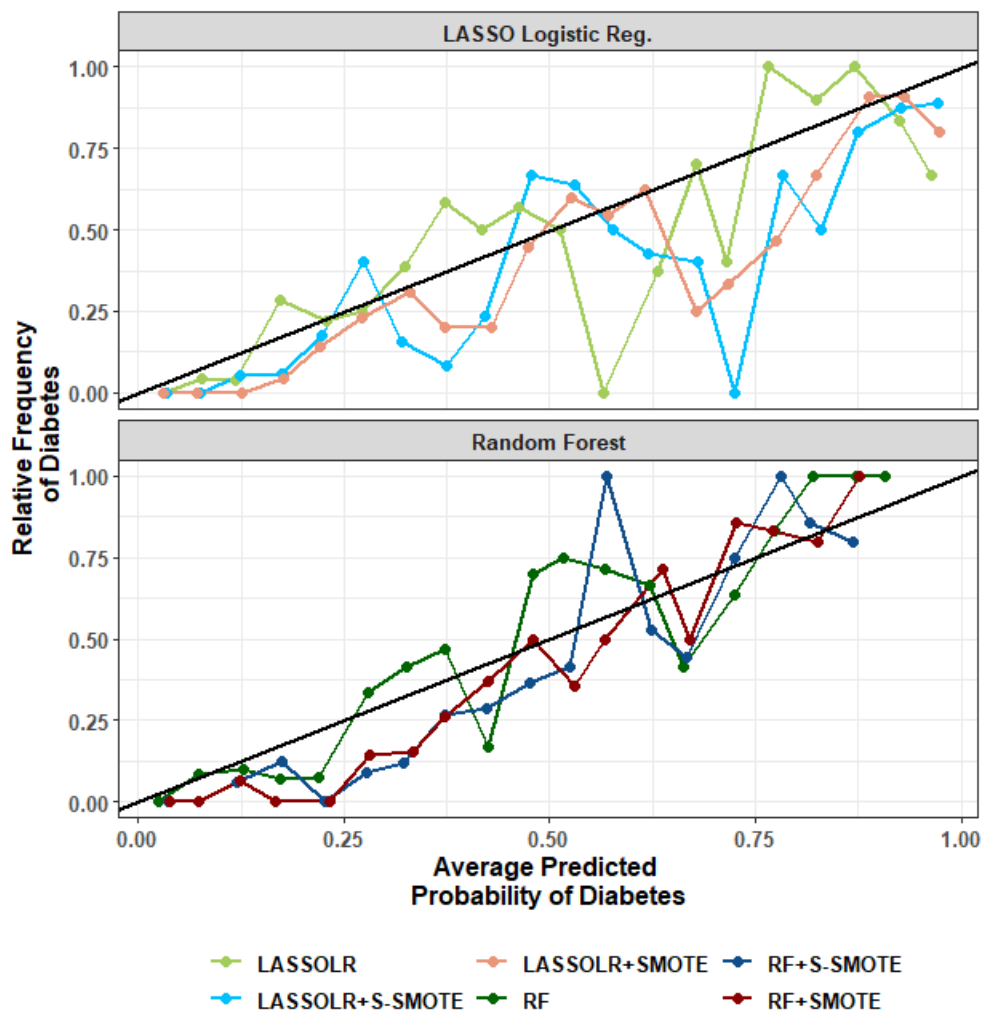 LASSO Logistic Reg.
1.00
0.75
0.50
0.25
0.00
Random Forest
1.00
0.75
0.50
0.25
0.00
Relative Frequency
of Diabetes
0.00 0.25 0.50 0.75 1.00
Average Predicted
Probability of Diabetes
LASSOLR LASSOLR+SMOTE RF+S-SMOTE
LASSOLR+S-SMOTE RF RF+SMOTE